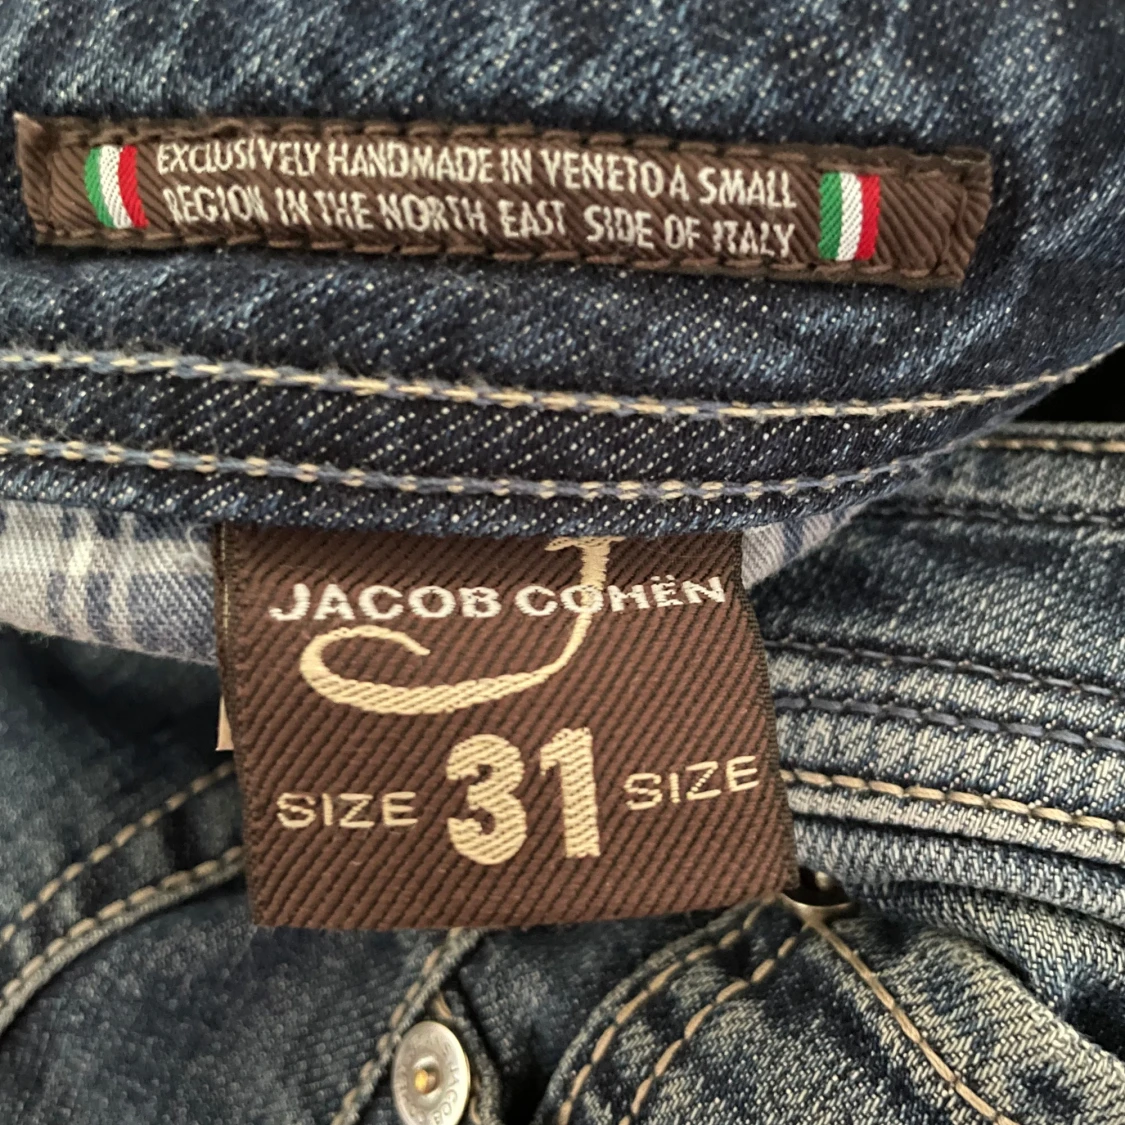 EXCLUSIVELY HANDMADE IN VENETO A SMALL
REGION IN THE NORTH EAST SIDE OF ITALY
J
JACOB COHËN
SIZE 31 SIZE